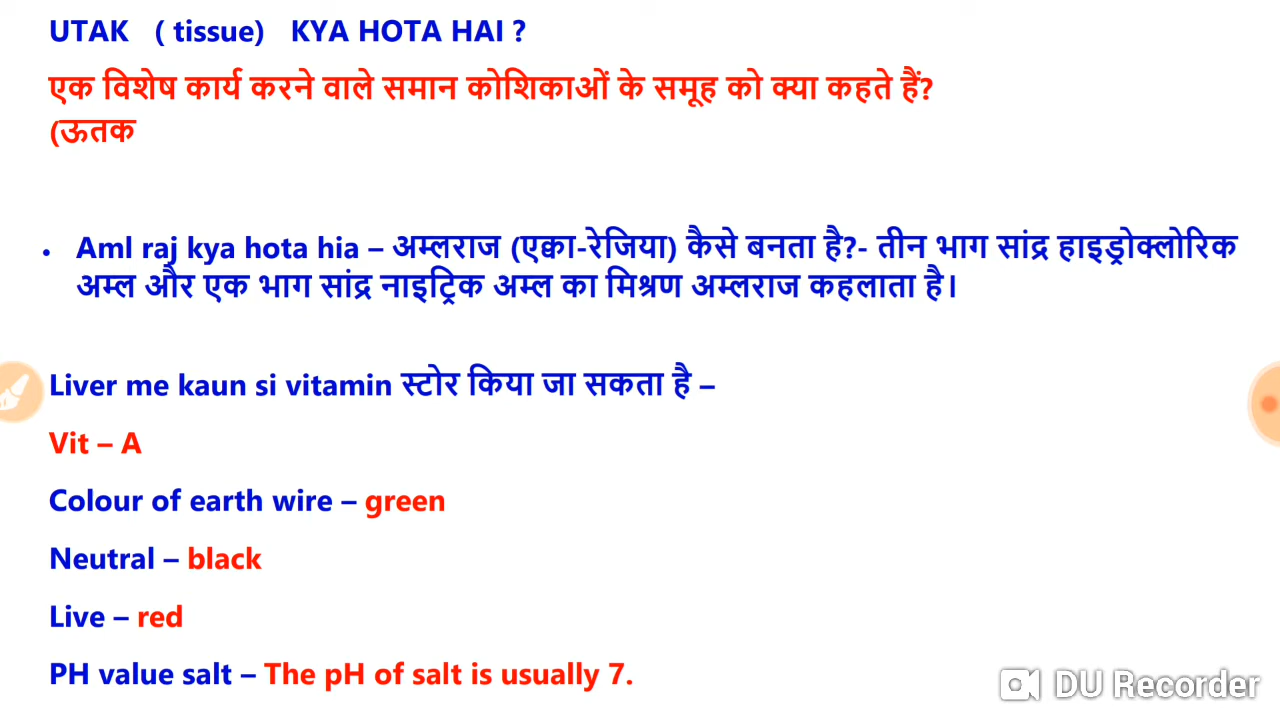 UTAK ( tissue) KYA HOTA HAI ?
एक विशेष कार्य करने वाले समान कोशिकाओं के समूह को क्या कहते हैं?
(ऊतक
• Aml raj kya hota hia – अम्लराज (एक्वा-रेजिया) कैसे बनता है?- तीन भाग सांद्र हाइड्रोक्लोरिक
अम्ल और एक भाग सांद्र नाइट्रिक अम्ल का मिश्रण अम्लराज कहलाता है।
Liver me kaun si vitamin स्टोर किया जा सकता है –
Vit – A
Colour of earth wire – green
Neutral – black
Live – red
PH value salt – The pH of salt is usually 7.
DU Recorder